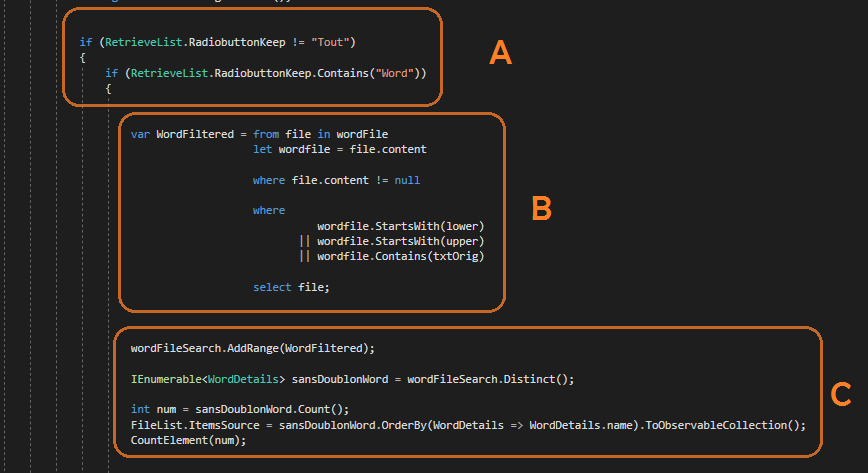 if (RetrieveList.RadiobuttonKeep != "Tout")
A
{
if (RetrieveList.RadiobuttonKeep.Contains("Word"))
{
var WordFiltered = from file in wordFile
let wordfile = file.content
where file.content != null
where
B
wordfile.StartsWith(lower)
|| wordfile.StartsWith(upper)
|| wordfile.Contains(txtOrig)
select file;
wordFileSearch.AddRange(WordFiltered);
IEnumerable<WordDetails> sansDoublonWord = wordFileSearch.Distinct();
C
int num = sansDoublonWord.Count();
FileList.ItemsSource = sansDoublonWord.OrderBy(WordDetails => WordDetails.name).ToObservableCollection();
CountElement(num);